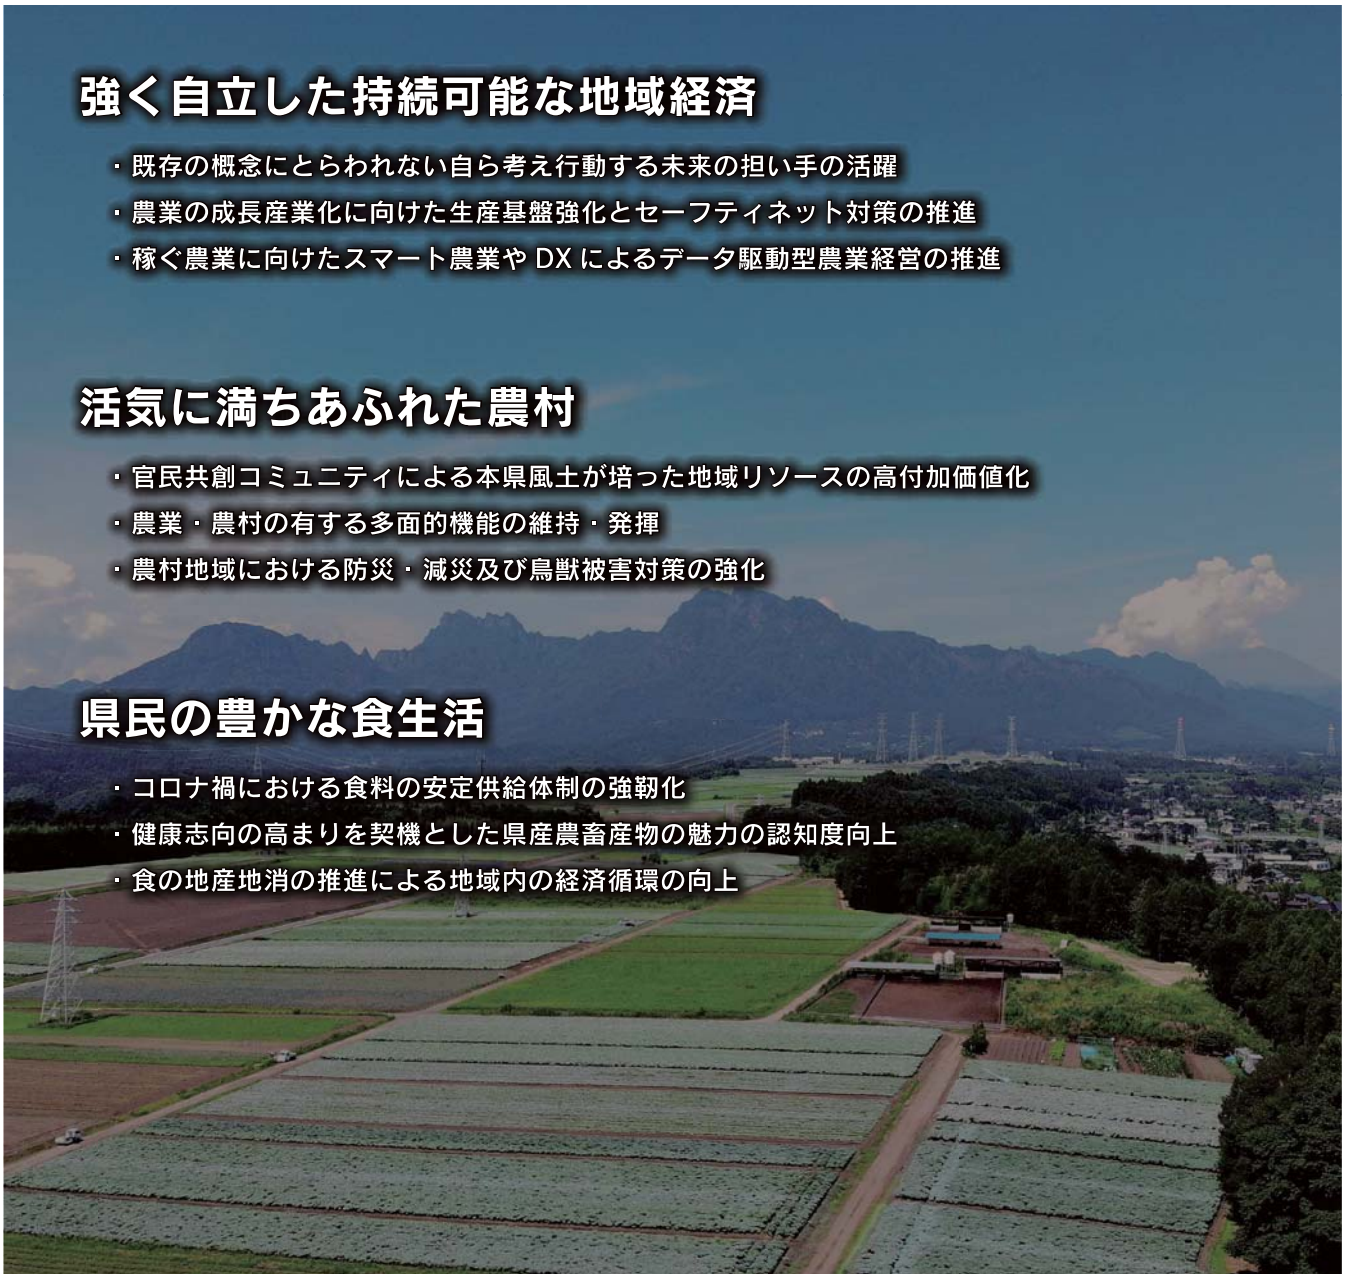 強く自立した持続可能な地域経済
・既存の概念にとらわれない自ら考え行動する未来の担い手の活躍
・農業の成長産業化に向けた生産基盤強化とセーフティネット対策の推進
・稼ぐ農業に向けたスマート農業や DX によるデータ駆動型農業経営の推進
活気に満ちあふれた農村
・官民共創コミュニティによる本県風土が培った地域リソースの高付加価値化
・農業・農村の有する多面的機能の維持・発揮
・農村地域における防災・減災及び鳥獣被害対策の強化
県民の豊かな食生活
・コロナ禍における食料の安定供給体制の強靭化
・健康志向の高まりを契機とした県産農畜産物の魅力の認知度向上
・食の地産地消の推進による地域内の経済循環の向上